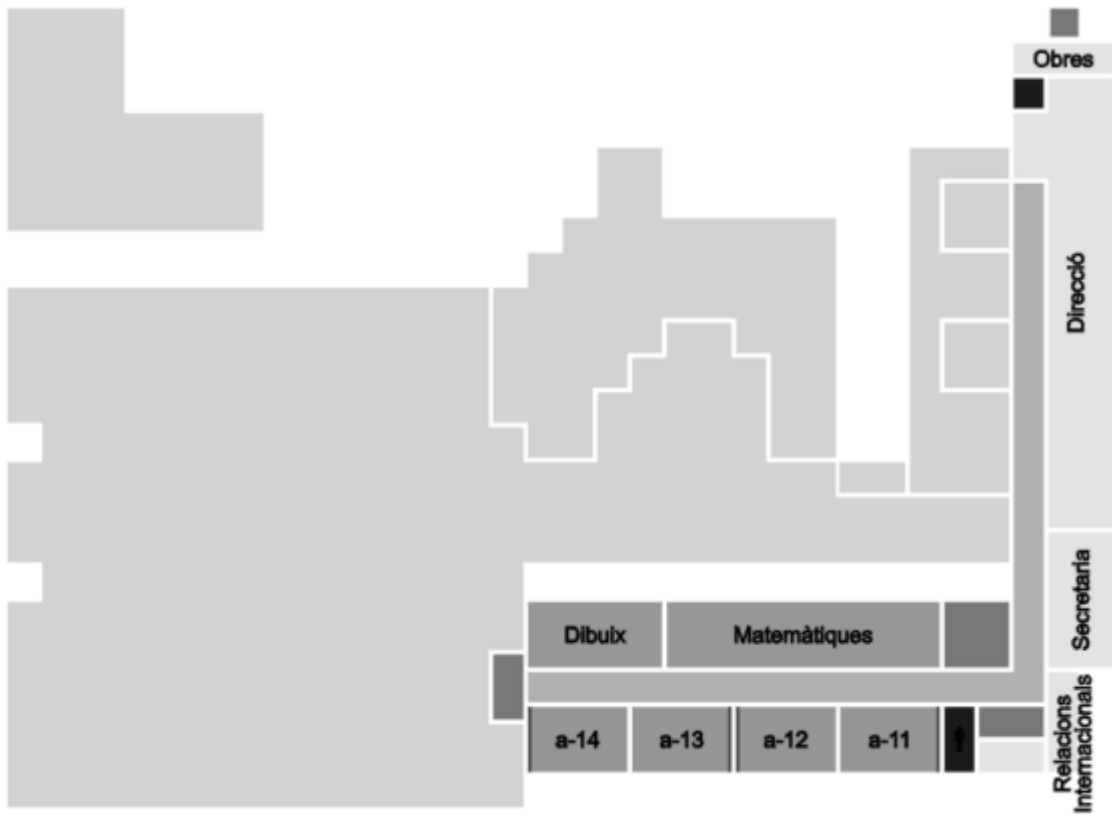 Obres
Direcció
Secretaria
Dibuix
Matemàtiques
Relacions
Internacionals
a-14
a-13
a-12
a-11